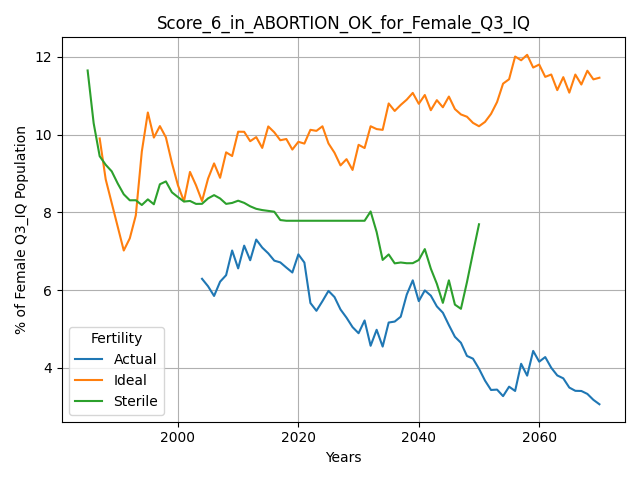 Score_6_in_ABORTION_OK_for_Female_Q3_IQ
% of Female Q3_IQ Population
12
10
8
6
4
Fertility
Actual
Ideal
Sterile
2000 2020 2040 2060
Years